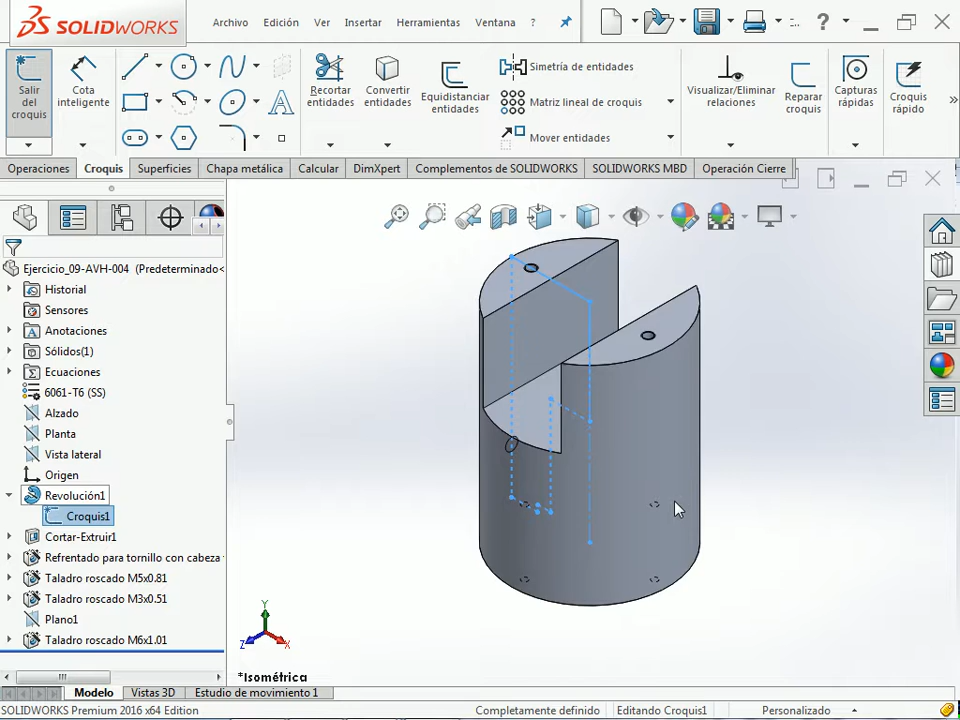 SOLIDWORKS
Archivo Edición Ver Insertar Herramientas Ventana ? ... ?
Salir del croquis
Cota inteligente
Recortar entidades
Convertir entidades
Equidistanciar entidades
Simetría de entidades
Matriz lineal de croquis
Mover entidades
Visualizar/Eliminar relaciones
Reparar croquis
Capturas rápidas
Croquis rápido
»
Operaciones Croquis Superficies Chapa metálica Calcular DimXpert Complementos de SOLIDWORKS SOLIDWORKS MBD Operación Cierre
Ejercicio_09-AVH-004 (Predeterminado<
Historial
Sensores
Anotaciones
Sólidos(1)
Ecuaciones
6061-T6 (SS)
Alzado
Planta
Vista lateral
Origen
Revolución1
Croquis1
Cortar-Extruir1
Refrentado para tornillo con cabeza
Taladro roscado M5x0.81
Taladro roscado M3x0.51
Plano1
Taladro roscado M6x1.01
Y
Z X
*Isométrica
Modelo Vistas 3D Estudio de movimiento 1
SOLIDWORKS Premium 2016 x64 Edition Completamente definido Editando Croquis1 Personalizado